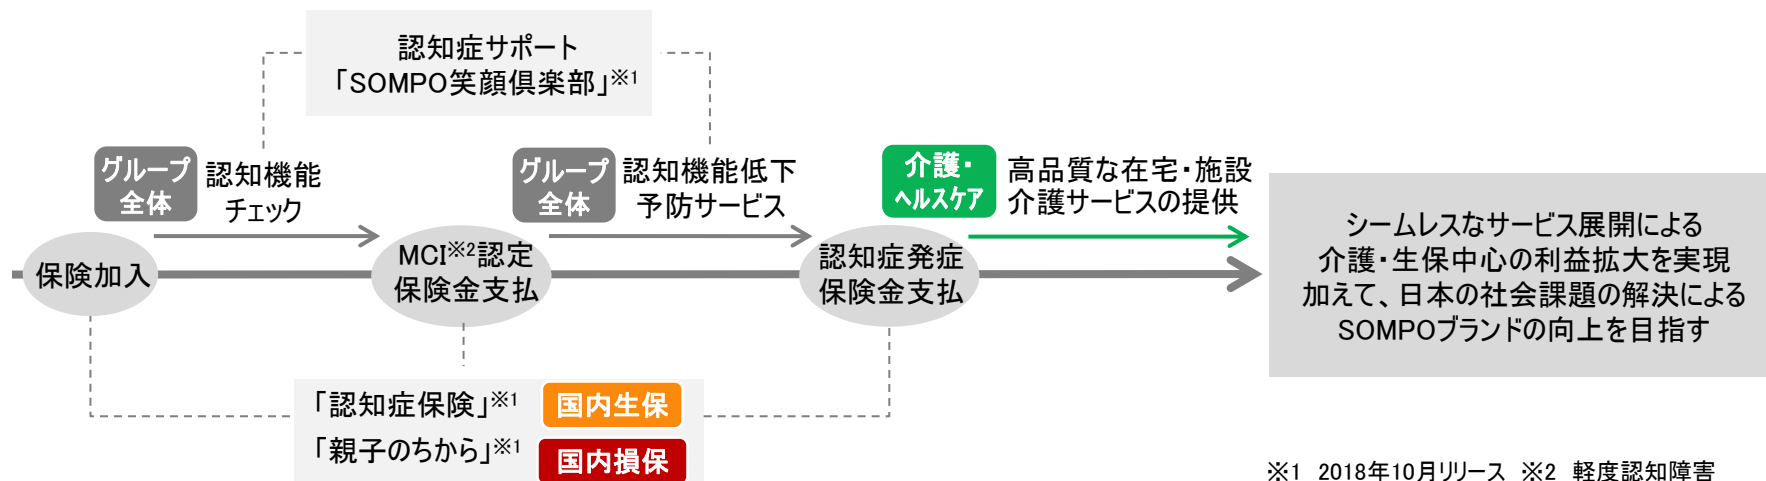 認知症サポート
「SOMPO笑顔倶楽部」※1
グループ
全体
認知機能
チェック
グループ
全体
認知機能低下
予防サービス
介護・
ヘルスケア
高品質な在宅・施設
介護サービスの提供
保険加入
MCI※2認定
保険金支払
認知症発症
保険金支払
シームレスなサービス展開による
介護・生保中心の利益拡大を実現
加えて、日本の社会課題の解決による
SOMPOブランドの向上を目指す
「認知症保険」※1
国内生保
「親子のちから」※1
国内損保
※1 2018年10月リリース ※2 軽度認知障害